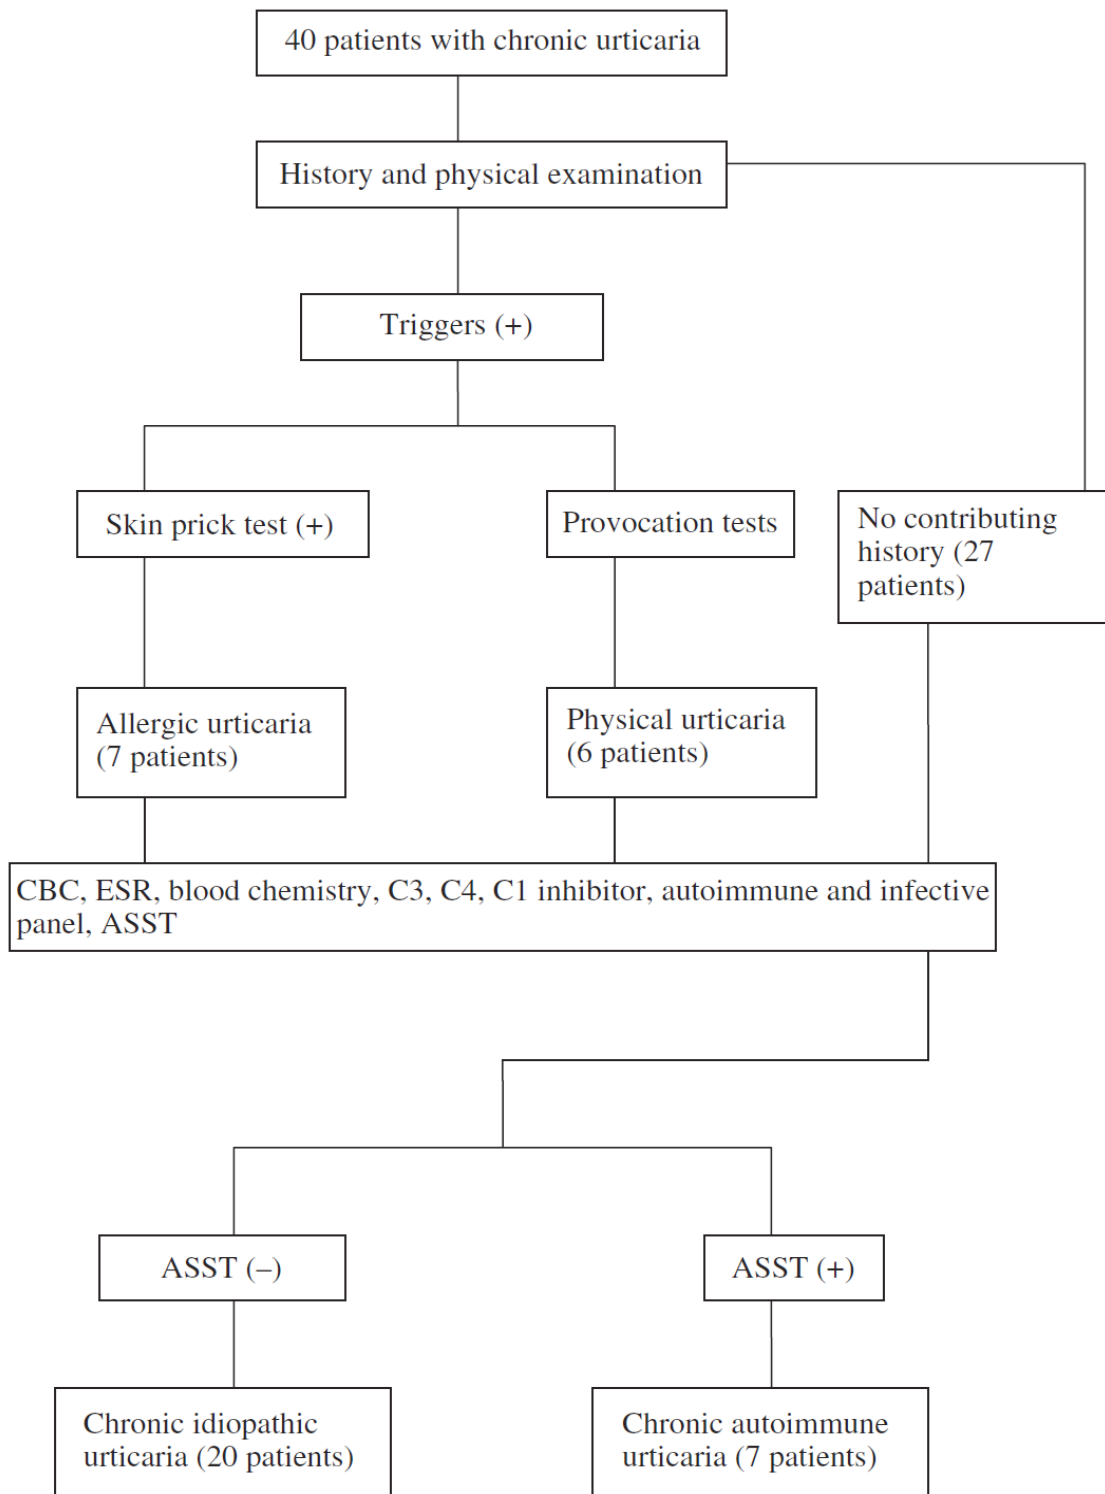 40 patients with chronic urticaria
History and physical examination
Triggers (+)
Skin prick test (+)
Provocation tests
No contributing
history (27
patients)
Allergic urticaria
(7 patients)
Physical urticaria
(6 patients)
CBC, ESR, blood chemistry, C3, C4, C1 inhibitor, autoimmune and infective
panel, ASST
ASST (–)
ASST (+)
Chronic idiopathic
urticaria (20 patients)
Chronic autoimmune
urticaria (7 patients)